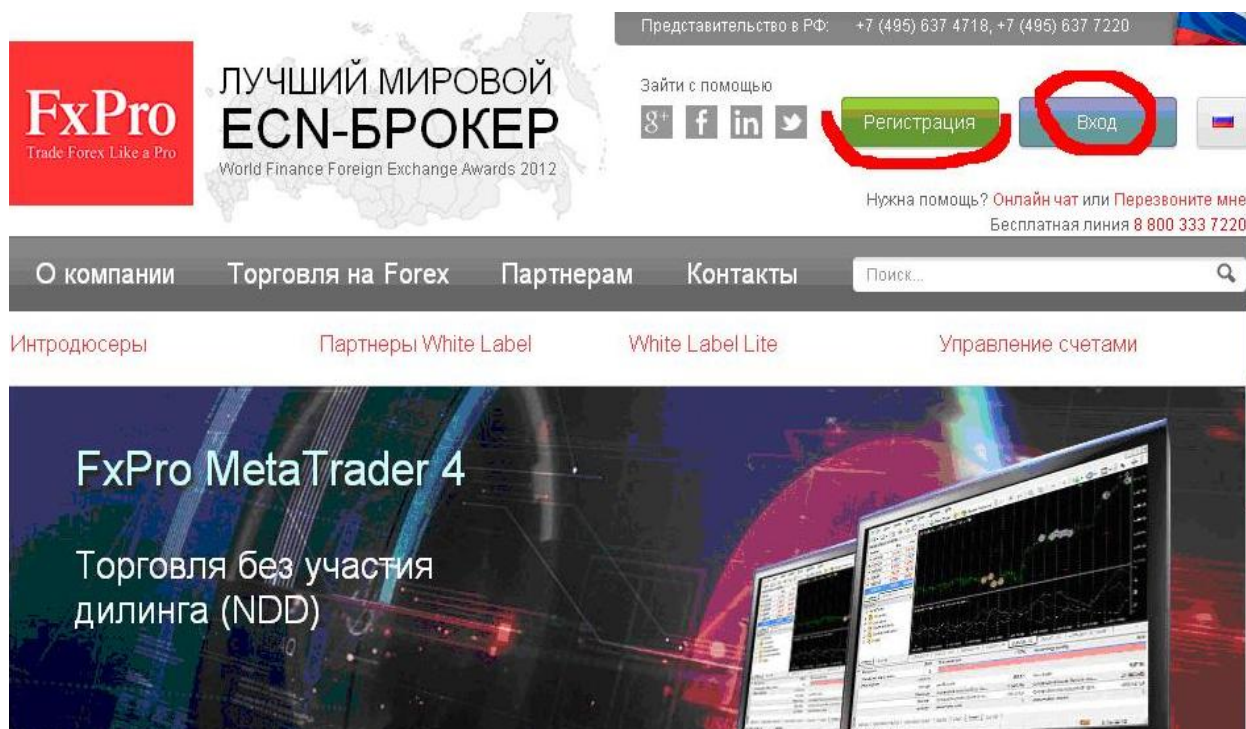 Представительство в РФ: +7 (495) 637 4718, +7 (495) 637 7220
FxPro
Trade Forex Like a Pro
ЛУЧШИЙ МИРОВОЙ
ECN-БРОКЕР
World Finance Foreign Exchange Awards 2012
Зайти с помощью
g+ f in
Регистрация
Вход
Нужна помощь? Онлайн чат или Перезвоните мне
Бесплатная линия 8 800 333 7220
О компании Торговля на Forex Партнерам Контакты Поиск...
Интродюсеры Партнеры White Label White Label Lite Управление счетами
FxPro MetaTrader 4
Торговля без участия
дилинга (NDD)